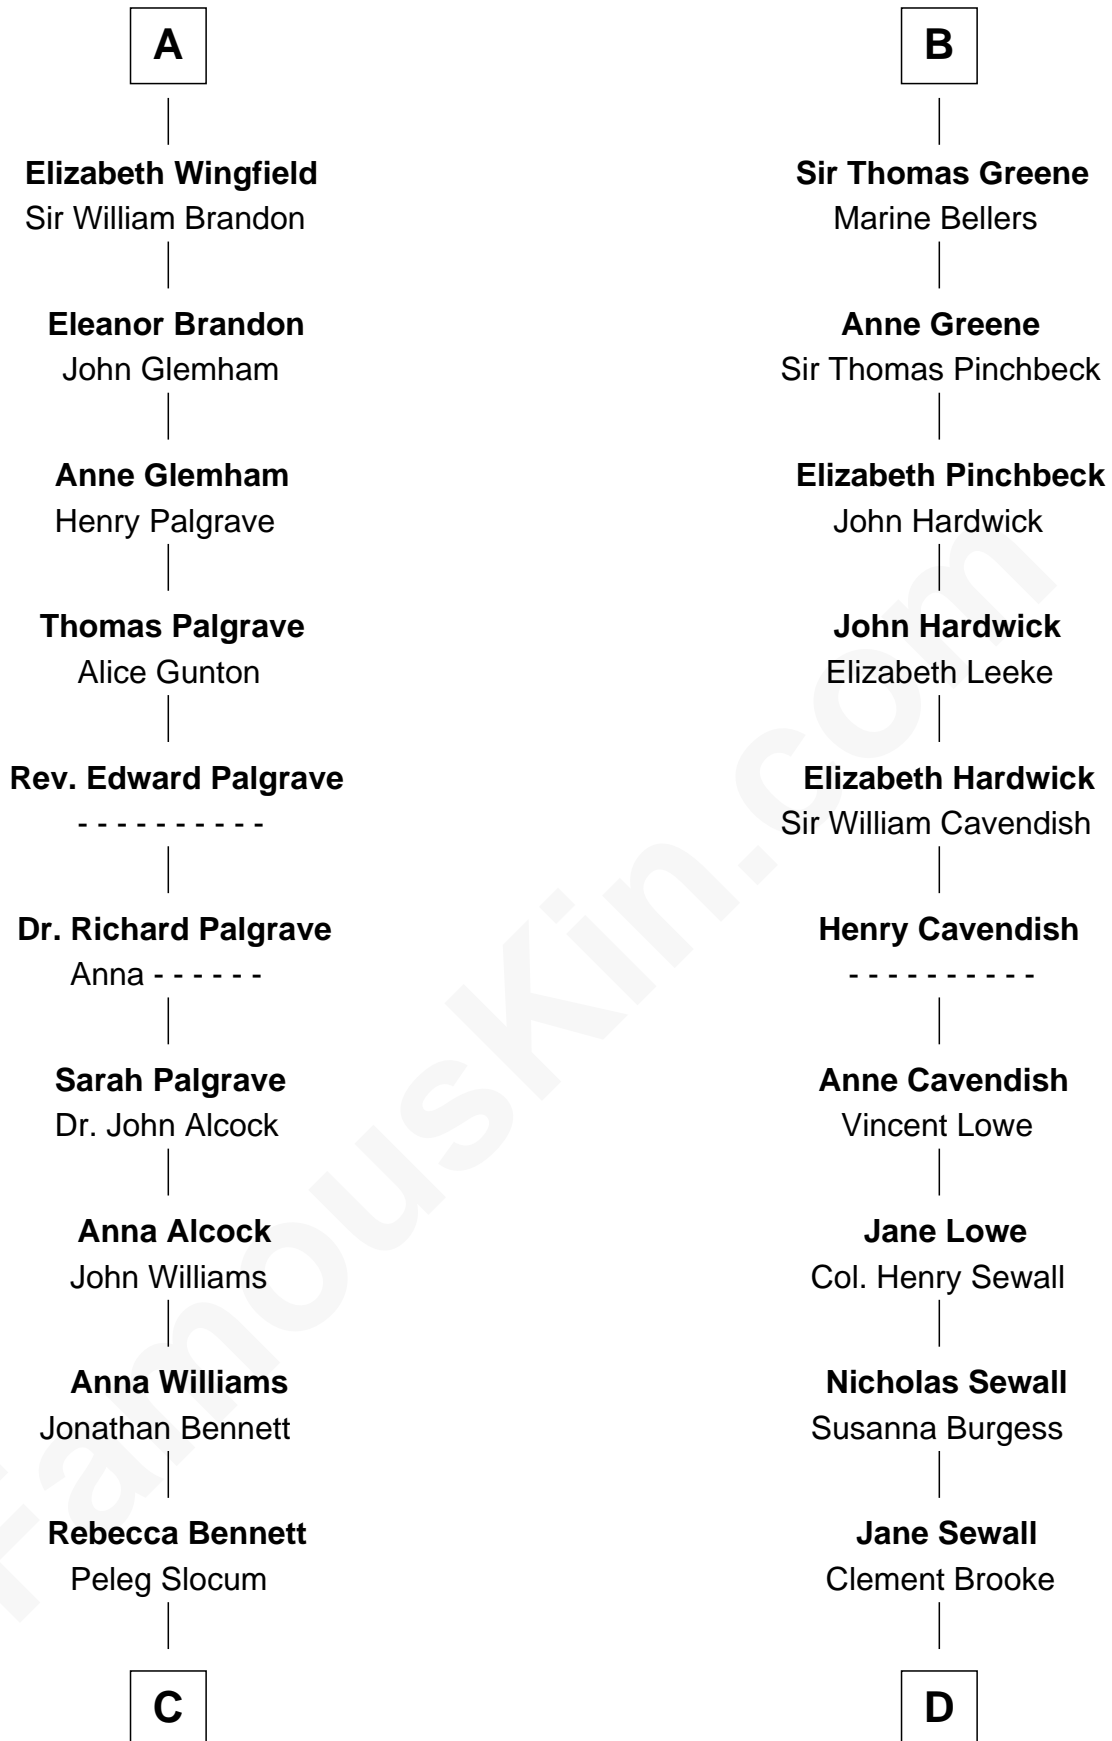 A
Elizabeth Wingfield
Sir William Brandon
Eleanor Brandon
John Glemham
Anne Glemham
Henry Palgrave
Thomas Palgrave
Alice Gunton
Rev. Edward Palgrave
- - - - - - - - - -
Dr. Richard Palgrave
Anna - - - - - -
Sarah Palgrave
Dr. John Alcock
Anna Alcock
John Williams
Anna Williams
Jonathan Bennett
Rebecca Bennett
Peleg Slocum
C
B
Sir Thomas Greene
Marine Bellers
Anne Greene
Sir Thomas Pinchbeck
Elizabeth Pinchbeck
John Hardwick
John Hardwick
Elizabeth Leeke
Elizabeth Hardwick
Sir William Cavendish
Henry Cavendish
- - - - - - - - - -
Anne Cavendish
Vincent Lowe
Jane Lowe
Col. Henry Sewall
Nicholas Sewall
Susanna Burgess
Jane Sewall
Clement Brooke
D
FamousKin.com